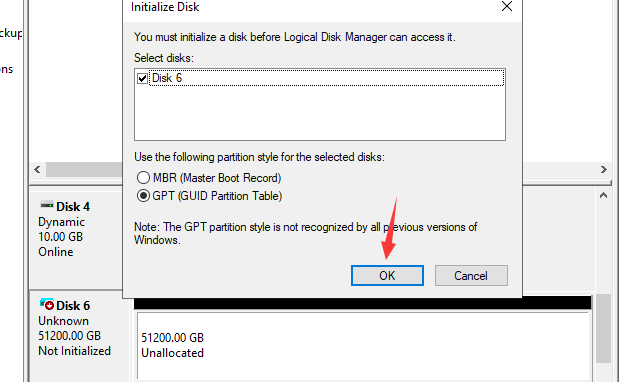 Initialize Disk
You must initialize a disk before Logical Disk Manager can access it.
Select disks:
Disk 6
Use the following partition style for the selected disks:
MBR (Master Boot Record)
GPT (GUID Partition Table)
Note: The GPT partition style is not recognized by all previous versions of
Windows.
OK
Cancel
Disk 4
Dynamic
10.00 GB
Online
Disk 6
Unknown
51200.00 GB
Not Initialized
51200.00 GB
Unallocated